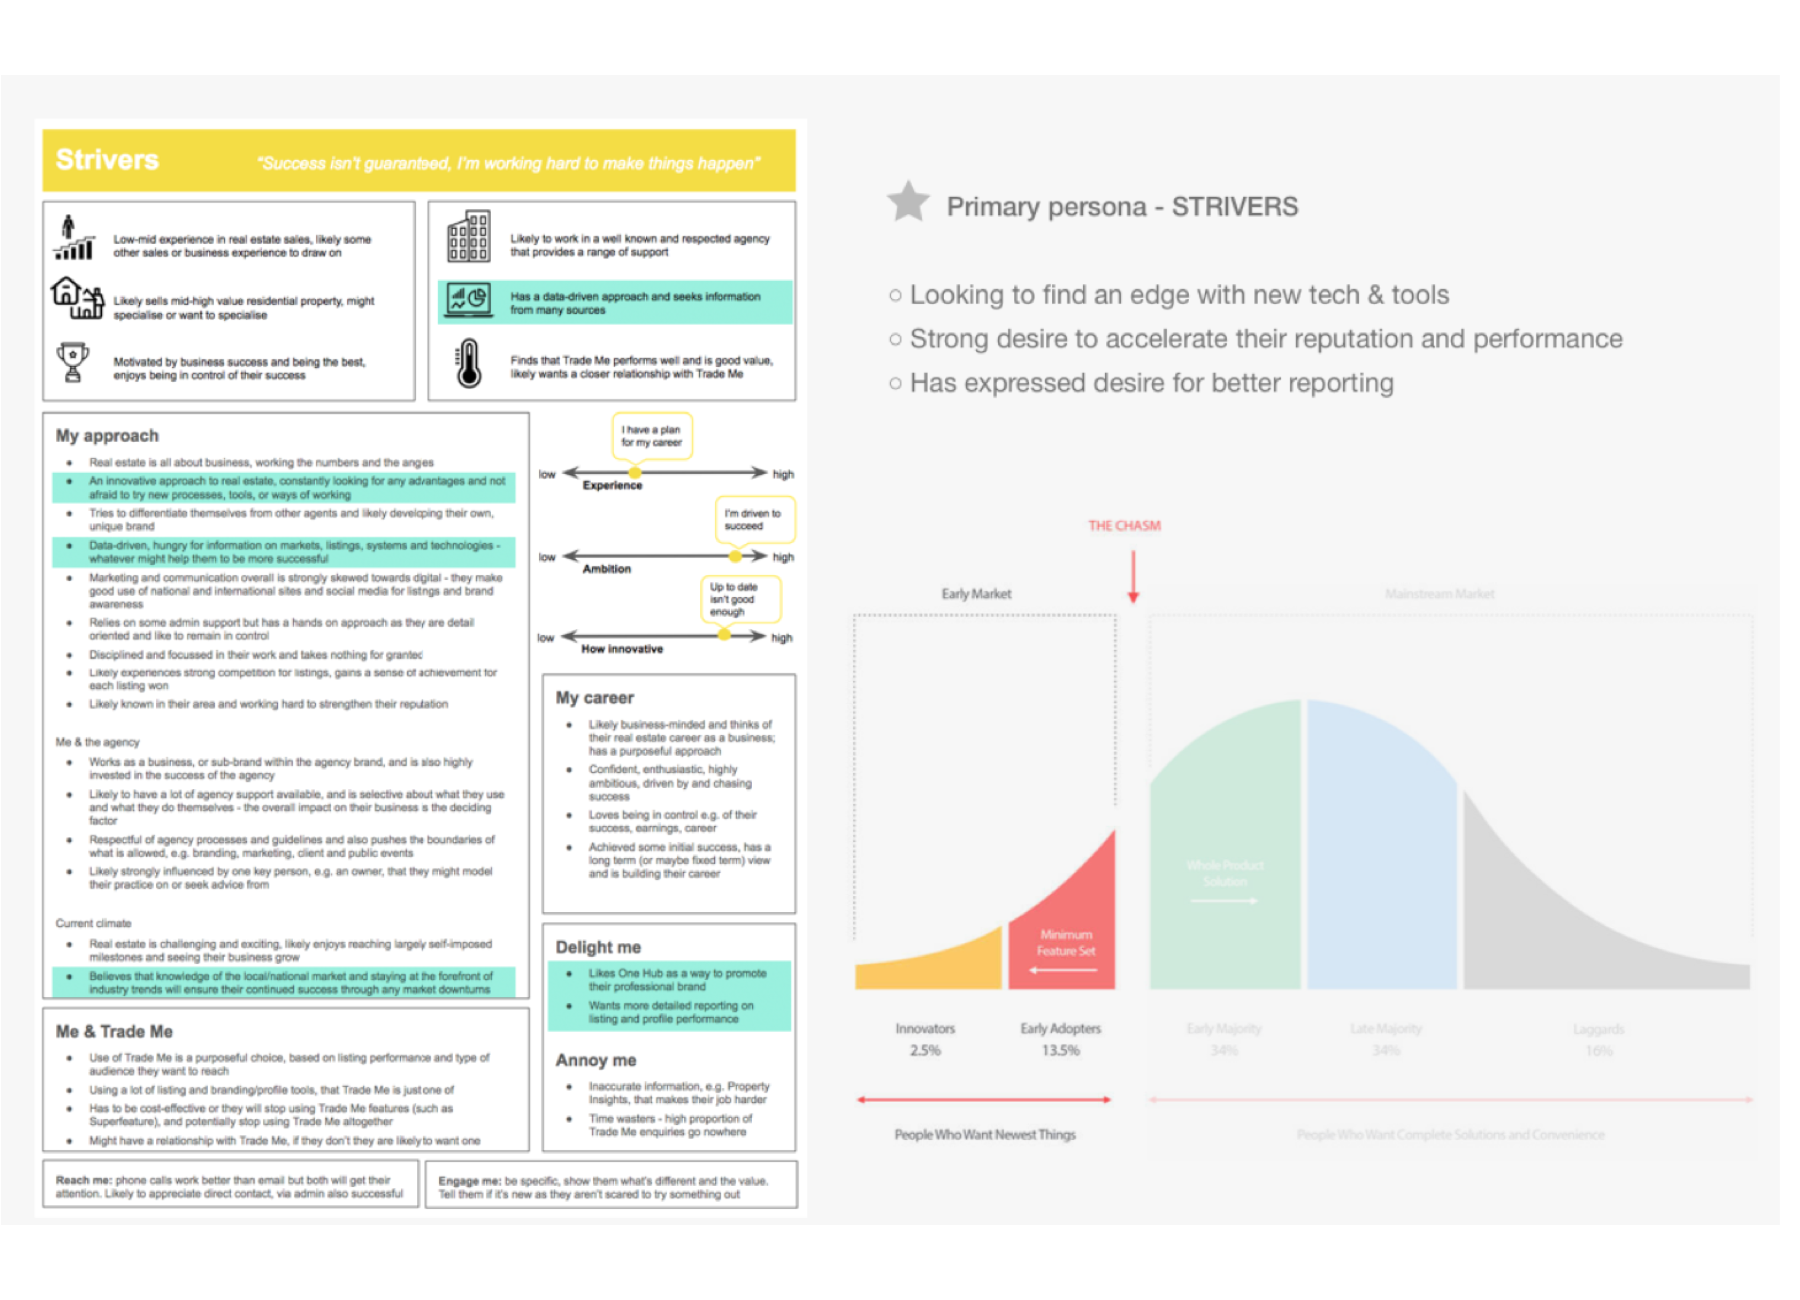 Strivers
"Success isn't guaranteed, I'm working hard to make things happen"
Low-mid experience in real estate sales, likely some
other sales or business experience to draw on
Likely sells mid-high value residential property, might
specialise or want to specialise
Motivated by business success and being the best,
enjoys being in control of their success
Likely to work in a well known and respected agency
that provides a range of support
Has a data-driven approach and seeks information
from many sources
Finds that Trade Me performs well and is good value,
likely wants a closer relationship with Trade Me
My approach
• Real estate is all about business, working the numbers and the anges
• An innovative approach to real estate, constantly looking for any advantages and not
afraid to try new processes, tools, or ways of working
• Tries to differentiate themselves from other agents and likely developing their own,
unique brand
• Data-driven, hungry for information on markets, listings, systems and technologies -
whatever might help them to be more successful
• Marketing and communication overall is strongly skewed towards digital - they make
good use of national and international sites and social media for listings and brand
awareness
• Relies on some admin support but has a hands on approach as they are detail
oriented and like to remain in control
• Disciplined and focussed in their work and takes nothing for granted
• Likely experiences strong competition for listings, gains a sense of achievement for
each listing won
• Likely known in their area and working hard to strengthen their reputation
Me & the agency
• Works as a business, or sub-brand within the agency brand, and is also highly
invested in the success of the agency
• Likely to have a lot of agency support available, and is selective about what they use
and what they do themselves - the overall impact on their business is the deciding
factor
• Respectful of agency processes and guidelines and also pushes the boundaries of
what is allowed, e.g. branding, marketing, client and public events
• Likely strongly influenced by one key person, e.g. an owner, that they might model
their practice on or seek advice from
Current climate
• Real estate is challenging and exciting, likely enjoys reaching largely self-imposed
milestones and seeing their business grow
• Believes that knowledge of the local/national market and staying at the forefront of
industry trends will ensure their continued success through any market downturns
Me & Trade Me
• Use of Trade Me is a purposeful choice, based on listing performance and type of
audience they want to reach
• Using a lot of listing and branding/profile tools, that Trade Me is just one of
• Has to be cost-effective or they will stop using Trade Me features (such as
Superfeature), and potentially stop using Trade Me altogether
• Might have a relationship with Trade Me, if they don't they are likely to want one
I have a plan
for my career
low
high
Experience
I'm driven to
succeed
low
high
Ambition
Up to date
isn't good
enough
low
high
How innovative
My career
• Likely business-minded and thinks of
their real estate career as a business;
has a purposeful approach
• Confident, enthusiastic, highly
ambitious, driven by and chasing
success
• Loves being in control e.g. of their
success, earnings, career
• Achieved some initial success, has a
long term (or maybe fixed term) view
and is building their career
Delight me
• Likes One Hub as a way to promote
their professional brand
• Wants more detailed reporting on
listing and profile performance
Annoy me
• Inaccurate information, e.g. Property
Insights, that makes their job harder
• Time wasters - high proportion of
Trade Me enquiries go nowhere
Reach me: phone calls work better than email but both will get their
attention. Likely to appreciate direct contact, via admin also successful
Engage me: be specific, show them what's different and the value.
Tell them if it's new as they aren't scared to try something out
Primary persona - STRIVERS
○ Looking to find an edge with new tech & tools
○ Strong desire to accelerate their reputation and performance
○ Has expressed desire for better reporting
THE CHASM
Early Market
Mainstream Market
Whole Product
Solution
Minimum
Feature Set
Innovators
2.5%
Early Adopters
13.5%
Early Majority
34%
Late Majority
34%
Laggards
16%
People Who Want Newest Things
People Who Want Complete Solutions and Convenience